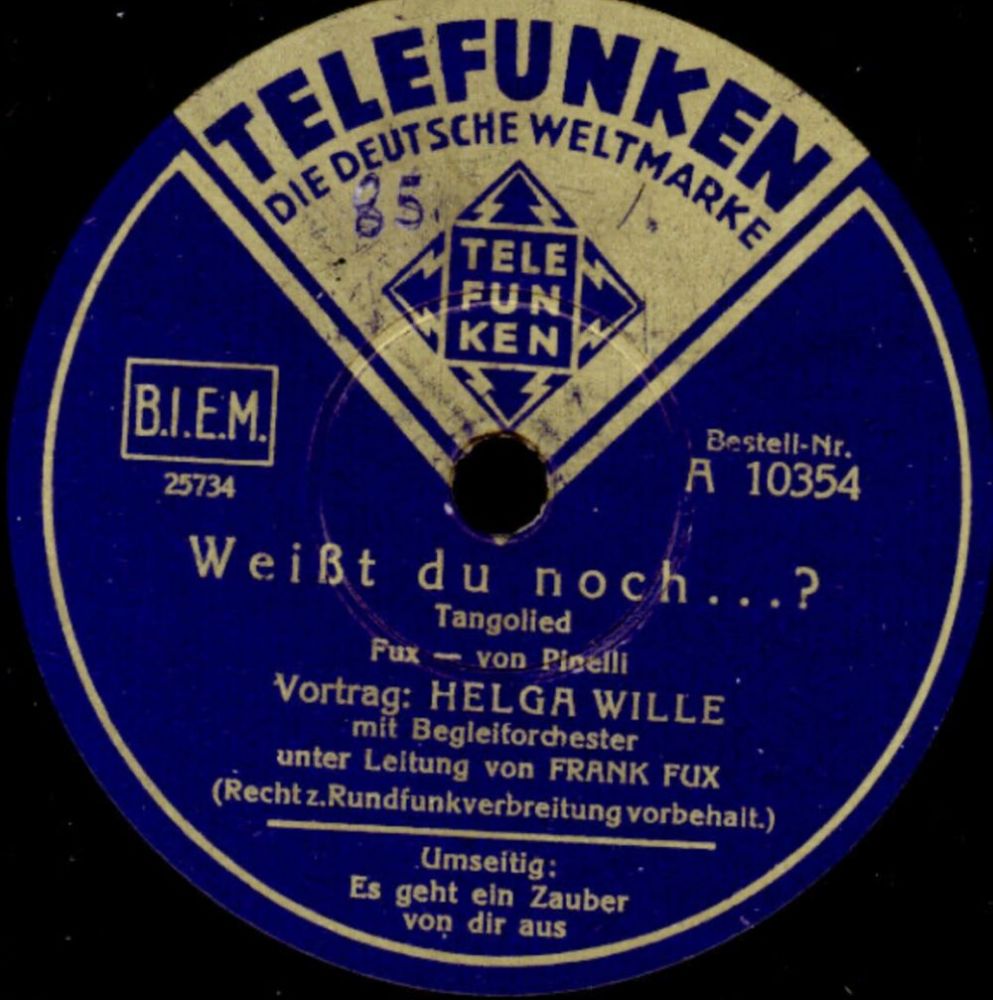 TELEFUNKEN
DIE DEUTSCHE WELTMARKE
85
TELE
FUN
KEN
B.I.E.M.
25734
Bestell-Nr.
A 10354
Weißt du noch...?
Tangolied
Fux — von Pinelli
Vortrag: HELGA WILLE
mit Begleitorchester
unter Leitung von FRANK FUX
(Recht z. Rundfunkverbreitung vorbehalt.)
Umseitig:
Es geht ein Zauber
von dir aus